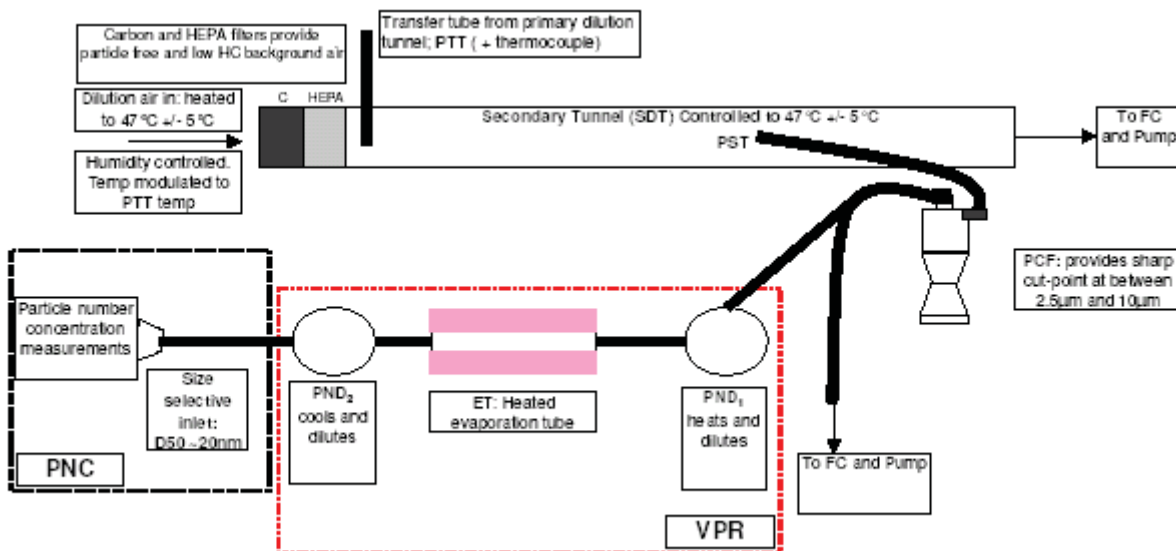 Carbon and HEPA filters provide
particle free and low HC background air
Transfer tube from primary dilution
tunnel; PTT ( + thermocouple)
Dilution air in: heated
to 47 °C +/- 5 °C
C HEPA
Secondary Tunnel (SDT) Controlled to 47 °C +/- 5 °C
PST
To FC
and Pump
Humidity controlled.
Temp modulated to
PTT temp
PCF: provides sharp
cut-point at between
2.5µm and 10µm
Particle number
concentration
measurements
Size
selective
inlet:
D50 ~20nm
PND₂
cools and
dilutes
ET: Heated
evaporation tube
PND₁
heats and
dilutes
To FC and Pump
PNC
VPR